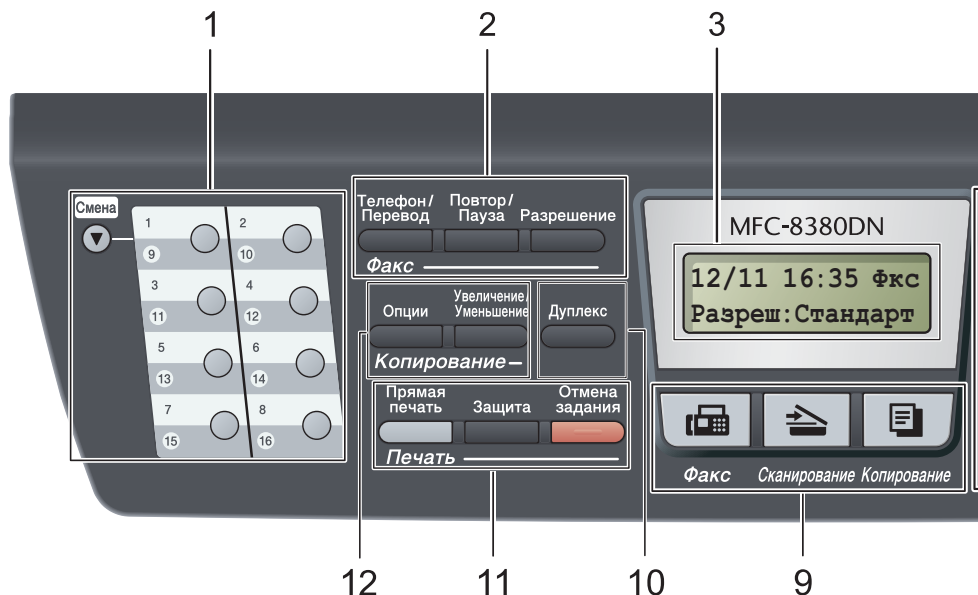 1 2 3
Смена
1 2
9 10
3 4
11 12
5 6
13 14
7 8
15 16
Телефон/
Перевод
Повтор/
Пауза
Разрешение
Факс
Опции
Увеличение/
Уменьшение
Копирование
Дуплекс
Прямая
печать
Защита
Отмена
задания
Печать
MFC-8380DN
12/11 16:35 Фкс
Разреш:Стандарт
Факс Сканирование Копирование
12 11 10 9